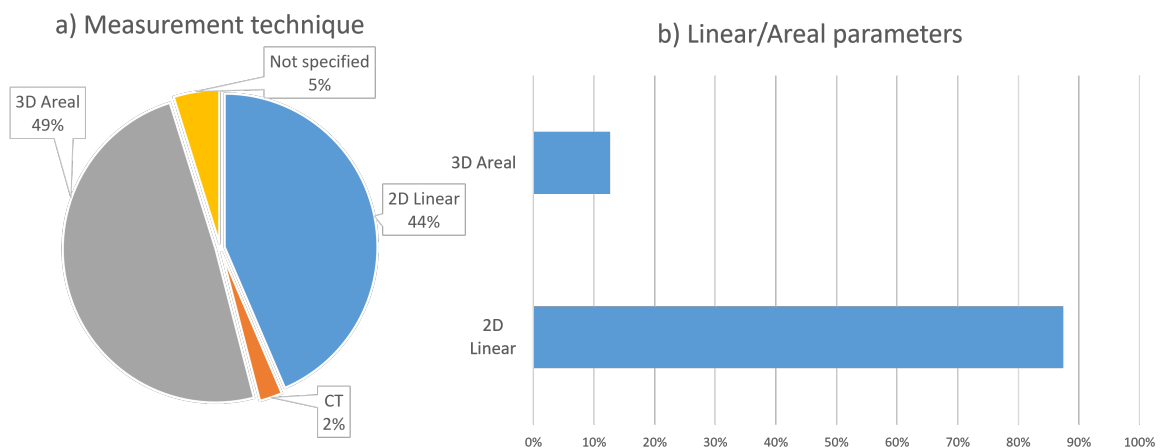 a) Measurement technique
Not specified
5%
3D Areal
49%
2D Linear
44%
CT
2%
b) Linear/Areal parameters
3D Areal
2D
Linear
0% 10% 20% 30% 40% 50% 60% 70% 80% 90% 100%